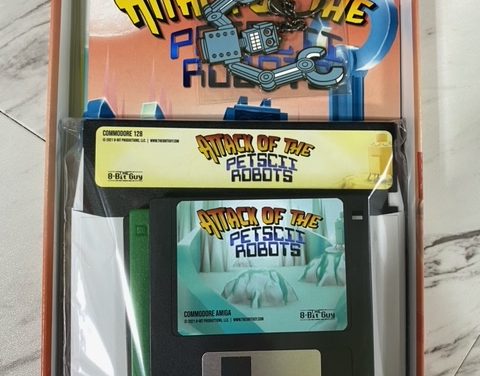 ATTACK OF THE
PETSCII
ROBOTS
COMMODORE 128
© 2021 8-BIT PRODUCTIONS, LLC. | WWW.THE8BITGUY.COM
ATTACK OF THE
PETSCII
ROBOTS
THE
8-Bit Guy
ATTACK OF THE
PETSCII
ROBOTS
COMMODORE AMIGA
© 2021 8-BIT PRODUCTIONS, LLC. | WWW.THE8BITGUY.COM
THE
8-Bit Guy